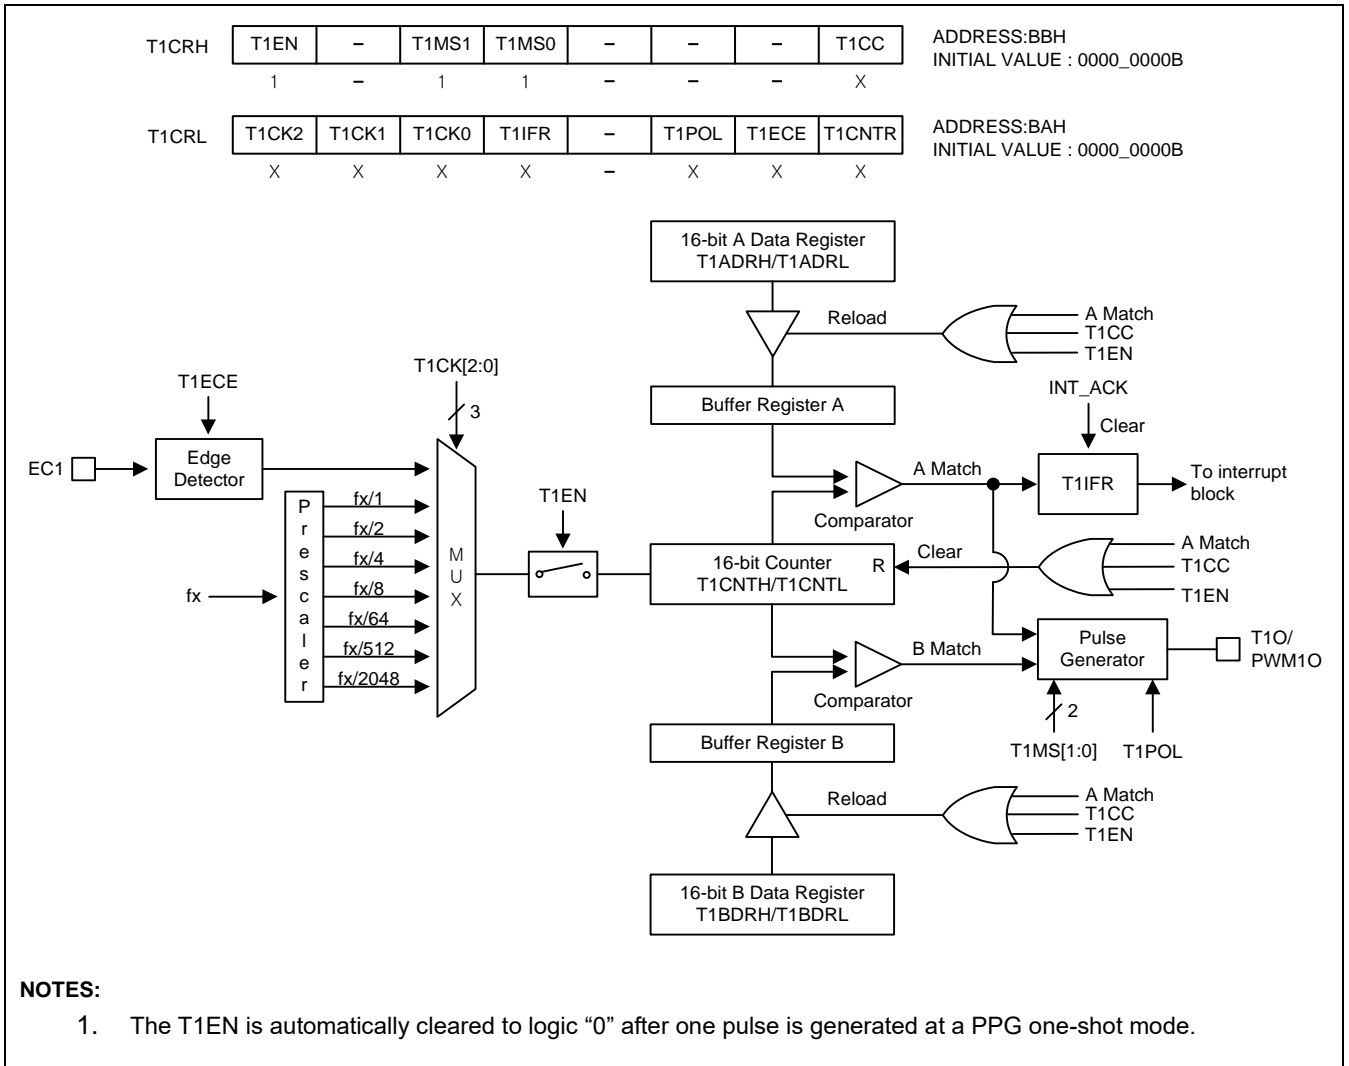 T1CRH T1EN – T1MS1 T1MS0 – – – T1CC ADDRESS:BBH
INITIAL VALUE : 0000_0000B
1 – 1 1 – – – X
T1CRL T1CK2 T1CK1 T1CK0 T1IFR – T1POL T1ECE T1CNTR ADDRESS:BAH
INITIAL VALUE : 0000_0000B
X X X X – X X X
16-bit A Data Register
T1ADRH/T1ADRL
Reload
A Match
T1CC
T1EN
T1CK[2:0]
3
T1ECE
Buffer Register A
INT_ACK
Clear
EC1
Edge
Detector
A Match
T1IFR
To interrupt
block
Comparator
Prescaler
fx/1
fx/2
fx/4
fx/8
fx/64
fx/512
fx/2048
fx
MUX
T1EN
16-bit Counter
T1CNTH/T1CNTL
R
Clear
A Match
T1CC
T1EN
B Match
Comparator
Pulse
Generator
T1O/
PWM1O
2
T1MS[1:0]
T1POL
Buffer Register B
Reload
A Match
T1CC
T1EN
16-bit B Data Register
T1BDRH/T1BDRL
NOTES:
1. The T1EN is automatically cleared to logic “0” after one pulse is generated at a PPG one-shot mode.